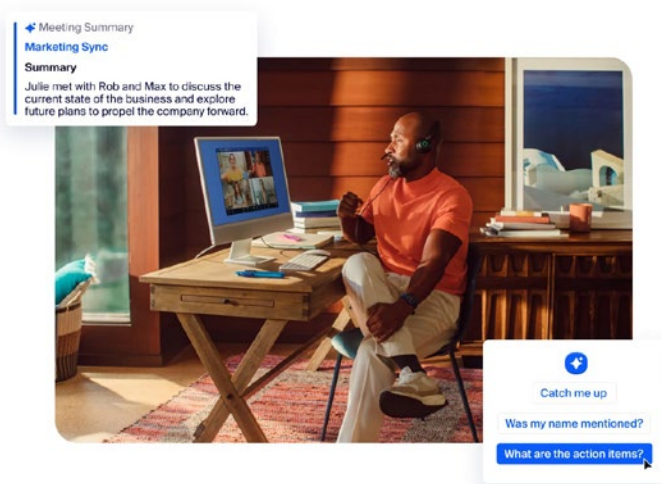 Meeting Summary
Marketing Sync
Summary
Julie met with Rob and Max to discuss the
current state of the business and explore
future plans to propel the company forward.
Catch me up
Was my name mentioned?
What are the action items?